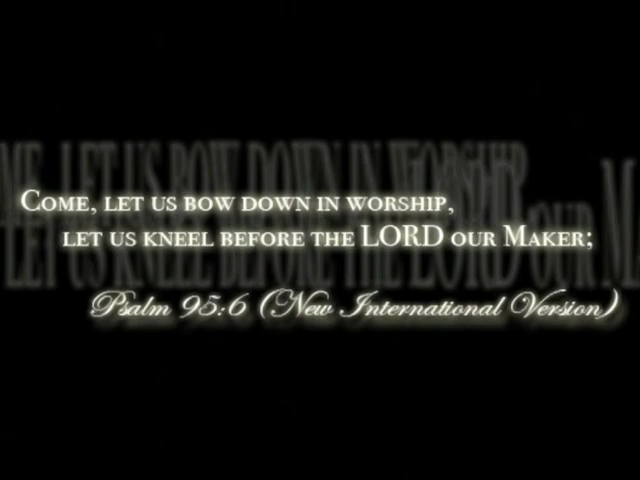 Come, let us bow down in worship,
let us kneel before the LORD our Maker;
Psalm 95:6 (New International Version)